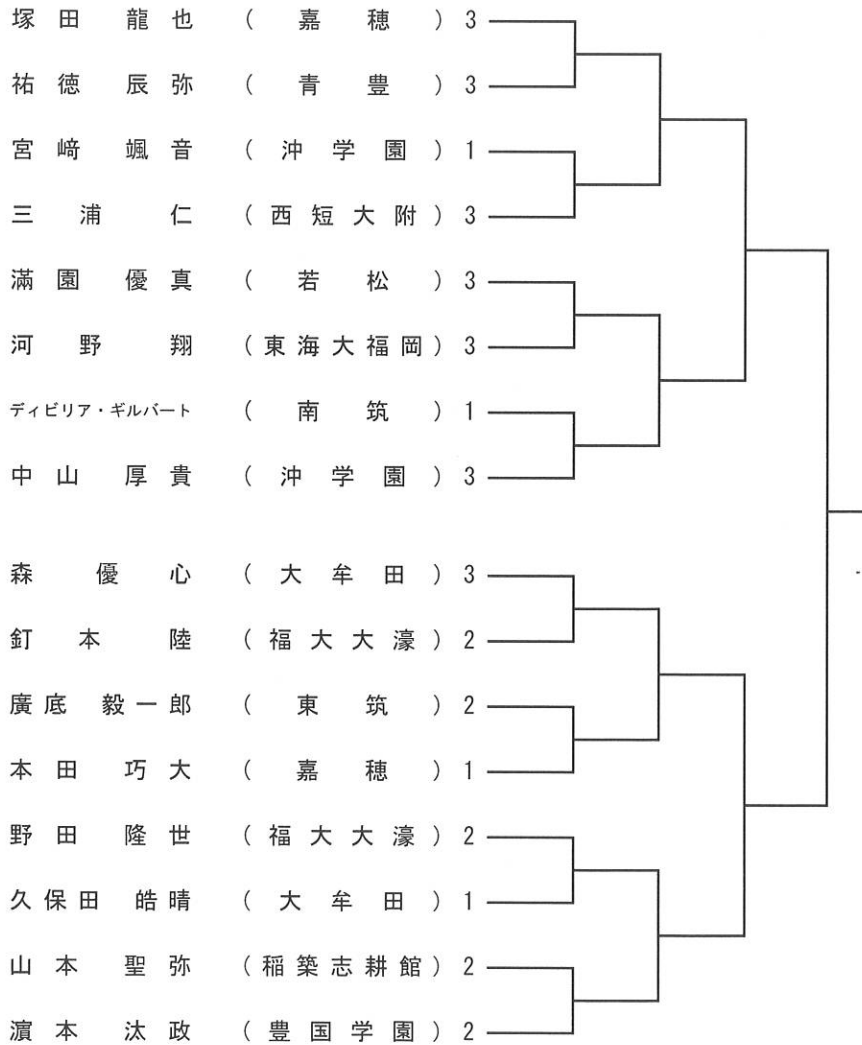 塚田 龍也 (嘉穂) 3
祐徳 辰弥 (青豊) 3
宮﨑 颯音 (沖学園) 1
三浦 仁 (西短大附) 3
滿園 優真 (若松) 3
河野 翔 (東海大福岡) 3
ディビリア・ギルバート (南筑) 1
中山 厚貴 (沖学園) 3
森 優心 (大牟田) 3
釘本 陸 (福大大濠) 2
廣底 毅一郎 (東筑) 2
本田 巧大 (嘉穂) 1
野田 隆世 (福大大濠) 2
久保田 皓晴 (大牟田) 1
山本 聖弥 (稲築志耕館) 2
濵本 汰政 (豊国学園) 2